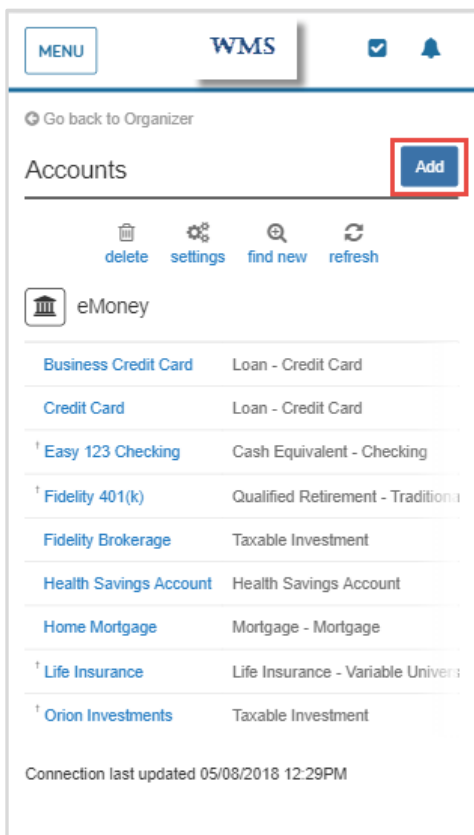 MENU WMS
Go back to Organizer
Accounts Add
delete settings find new refresh
eMoney
Business Credit Card Loan - Credit Card
Credit Card Loan - Credit Card
† Easy 123 Checking Cash Equivalent - Checking
† Fidelity 401(k) Qualified Retirement - Traditiona
Fidelity Brokerage Taxable Investment
Health Savings Account Health Savings Account
Home Mortgage Mortgage - Mortgage
† Life Insurance Life Insurance - Variable Univers
† Orion Investments Taxable Investment
Connection last updated 05/08/2018 12:29PM